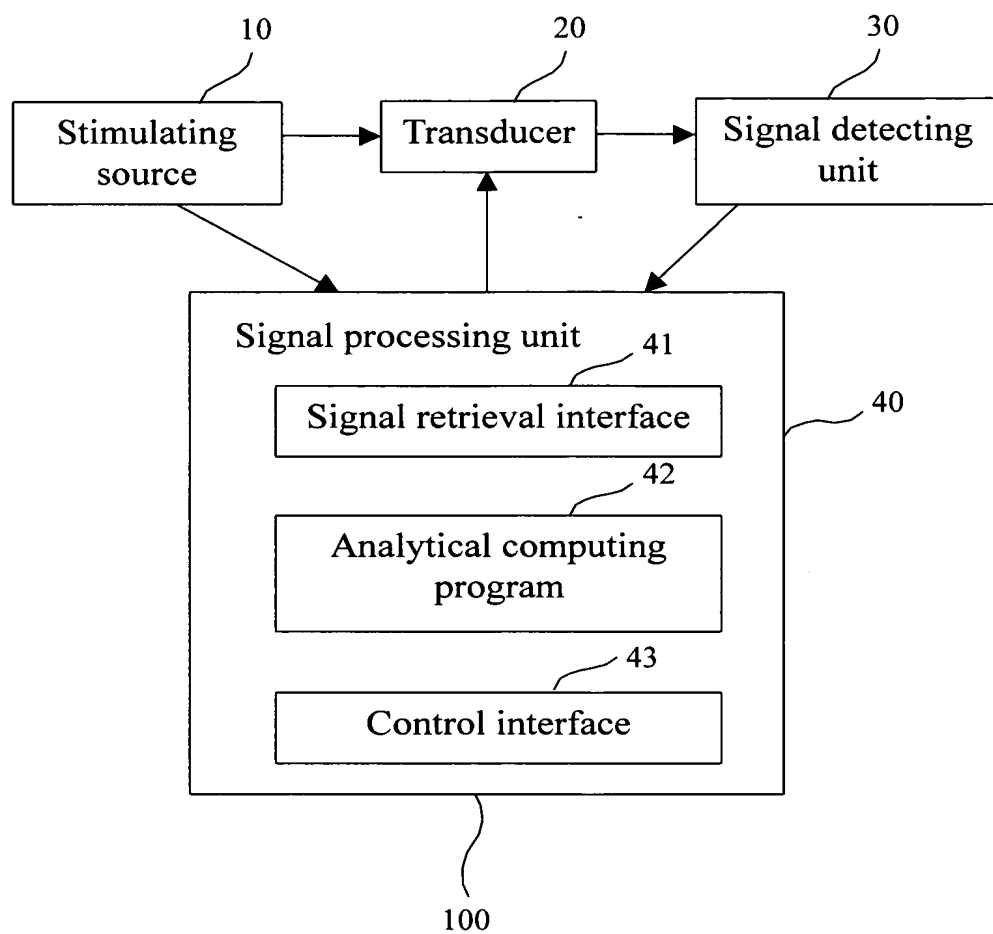 10
20
30
Stimulating
source
Transducer
Signal detecting
unit
Signal processing unit
41
Signal retrieval interface
40
42
Analytical computing
program
43
Control interface
100